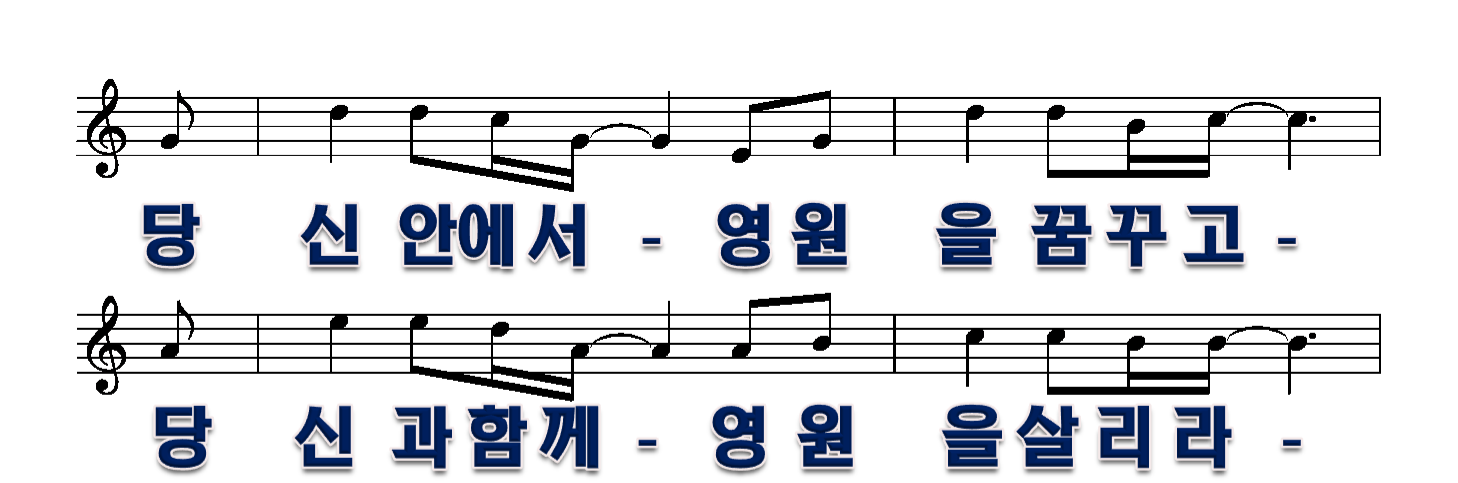 당 신 안에서 - 영원 을 꿈꾸고 -
당 신 과함께 - 영원 을살리라 -